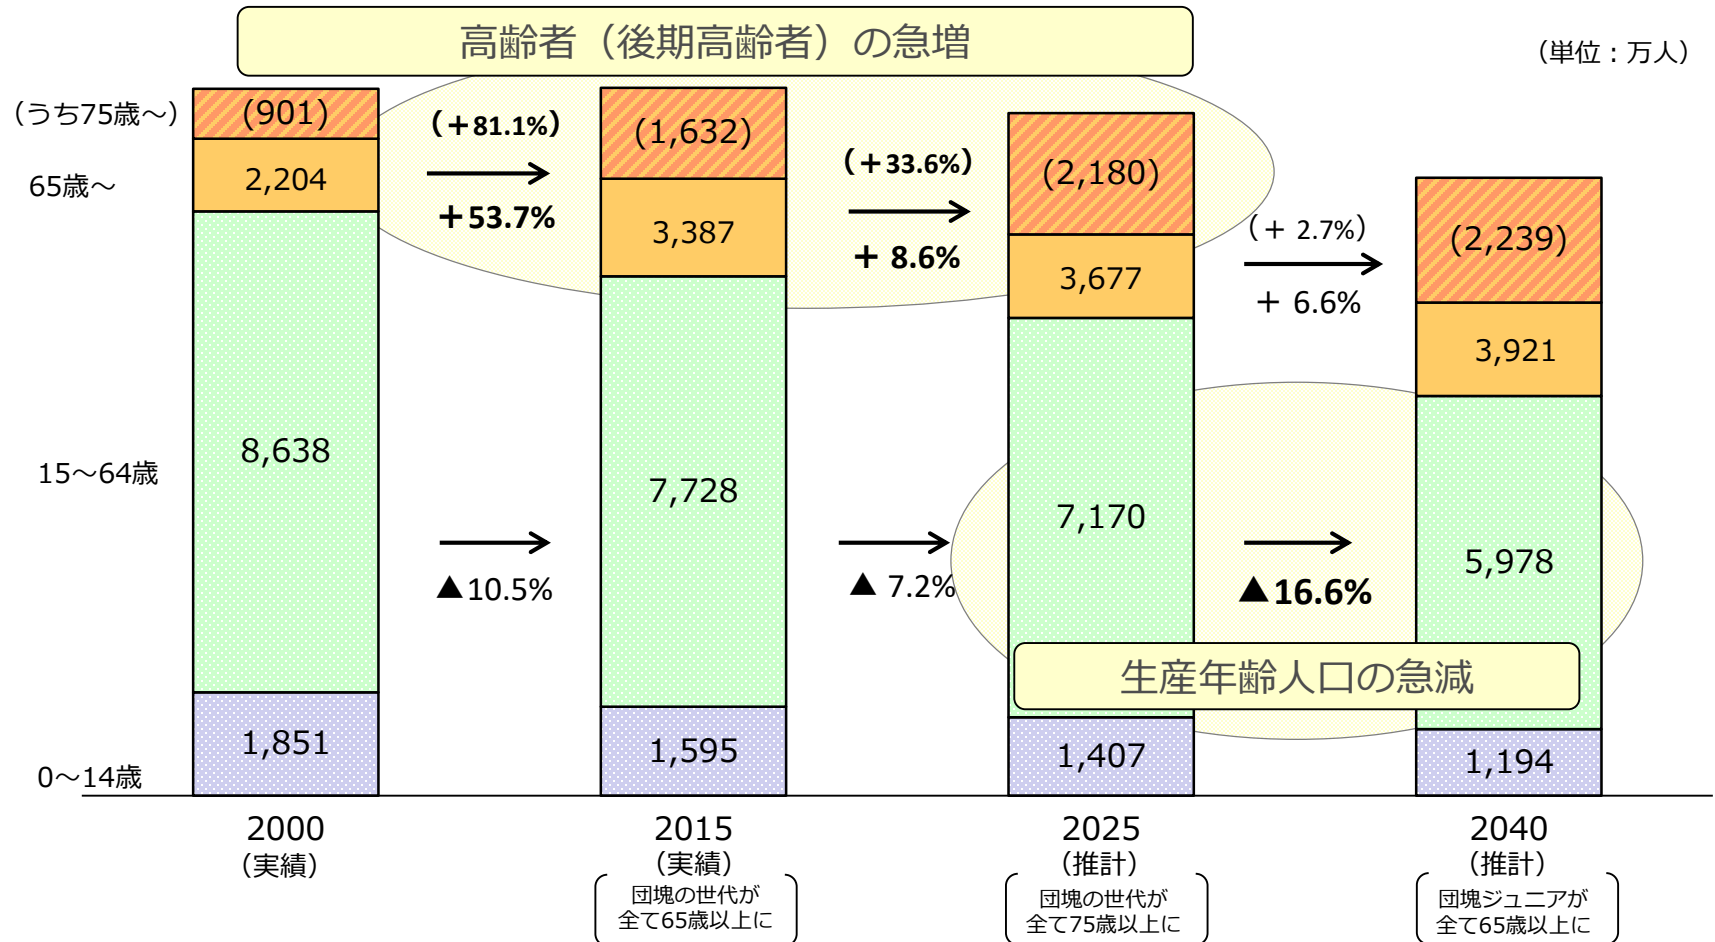 高齢者（後期高齢者）の急増
（単位：万人）
（うち75歳～）
65歳～
15～64歳
0～14歳
(901)
2,204
8,638
1,851
（＋81.1%）
＋53.7%
▲10.5%
(1,632)
3,387
7,728
1,595
（＋33.6%）
＋ 8.6%
▲ 7.2%
(2,180)
3,677
7,170
1,407
（＋ 2.7%）
＋ 6.6%
▲16.6%
(2,239)
3,921
5,978
1,194
生産年齢人口の急減
2000
（実績）
2015
（実績）
団塊の世代が
全て65歳以上に
2025
（推計）
団塊の世代が
全て75歳以上に
2040
（推計）
団塊ジュニアが
全て65歳以上に